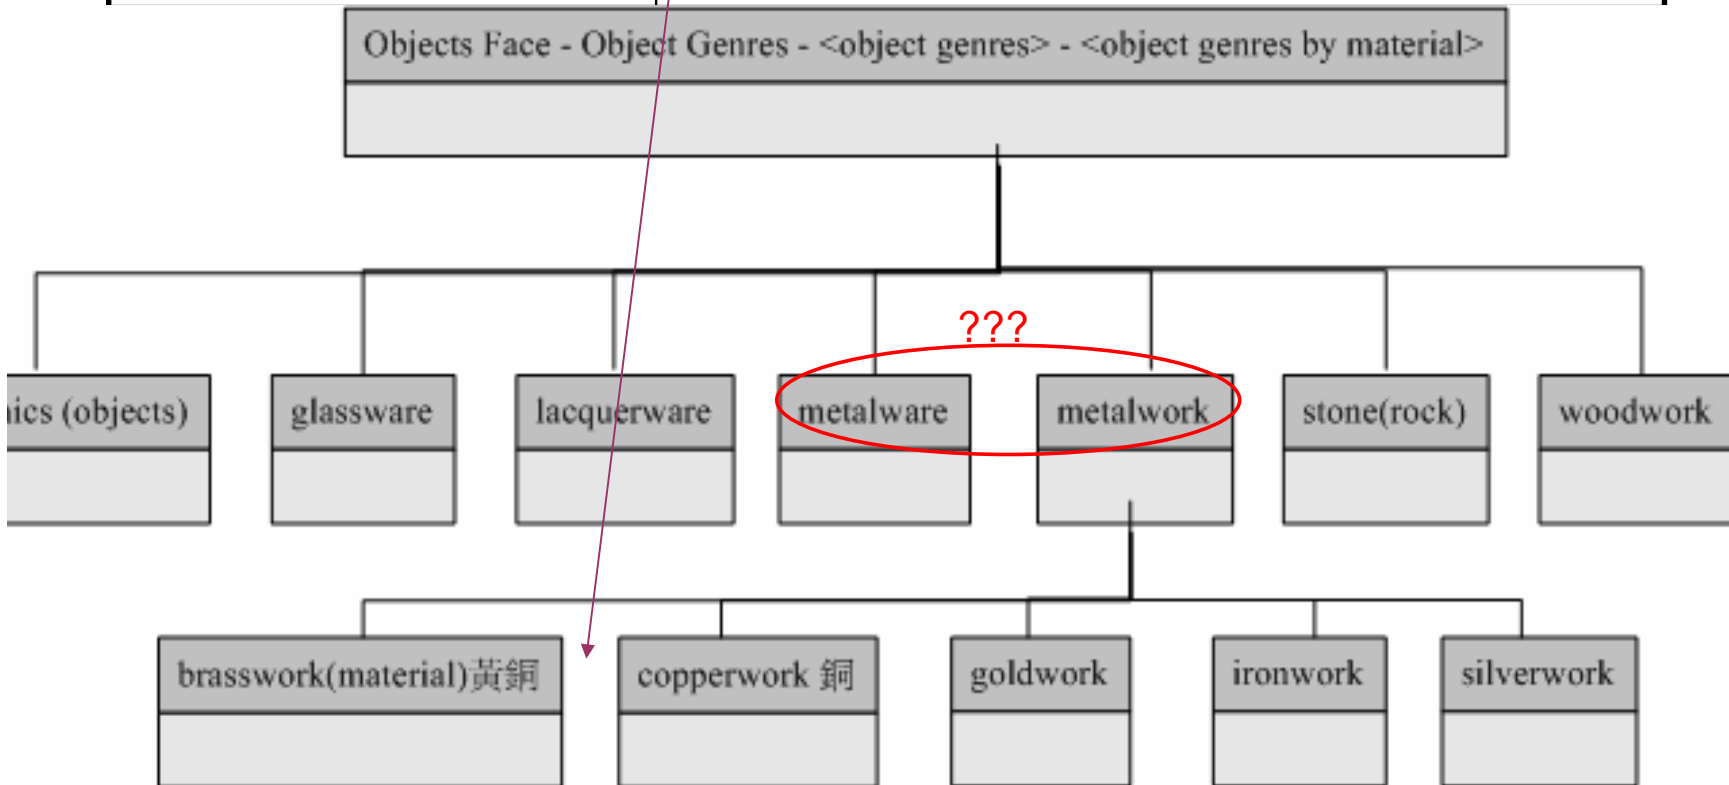 Objects Face - Object Genres - <object genres> - <object genres by material>
???
ics (objects)
glassware
lacquerware
metalware
metalwork
stone(rock)
woodwork
brasswork(material)黃銅
copperwork 銅
goldwork
ironwork
silverwork